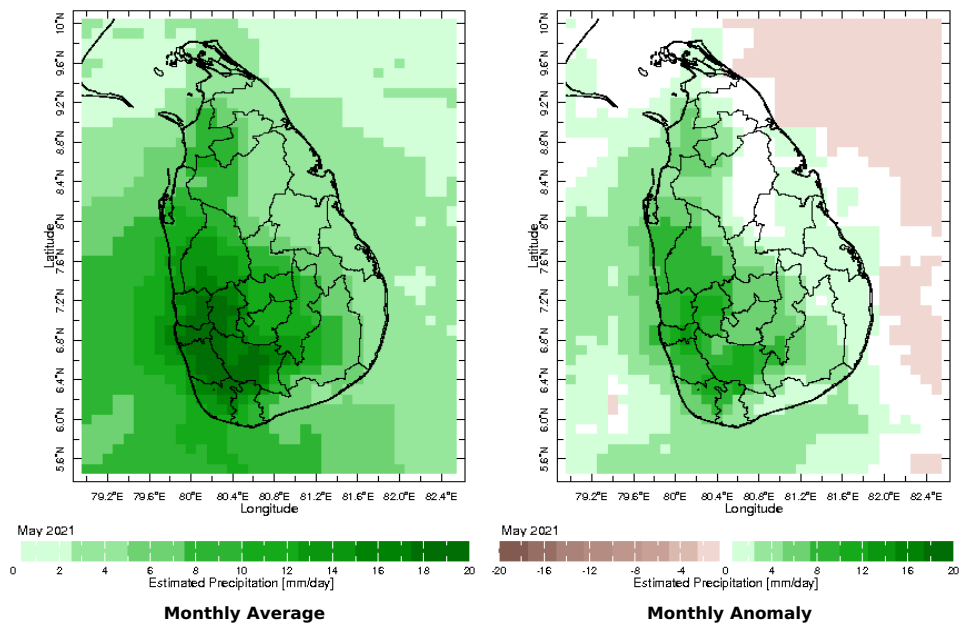 10°N
9.6°N
9.2°N
8.8°N
8.4°N
8°N
7.6°N
7.2°N
6.8°N
6.4°N
6.0°N
5.6°N
Latitude
79.2°E 79.6°E 80°E 80.4°E 80.8°E 81.2°E 81.6°E 82.0°E 82.4°E
Longitude
May 2021
0 2 4 6 8 10 12 14 16 18 20
Estimated Precipitation [mm/day]
Monthly Average
10°N
9.6°N
9.2°N
8.8°N
8.4°N
8°N
7.6°N
7.2°N
6.8°N
6.4°N
6.0°N
5.6°N
Latitude
79.2°E 79.6°E 80°E 80.4°E 80.8°E 81.2°E 81.6°E 82.0°E 82.4°E
Longitude
May 2021
-20 -16 -12 -8 -4 0 4 8 12 16 20
Estimated Precipitation [mm/day]
Monthly Anomaly